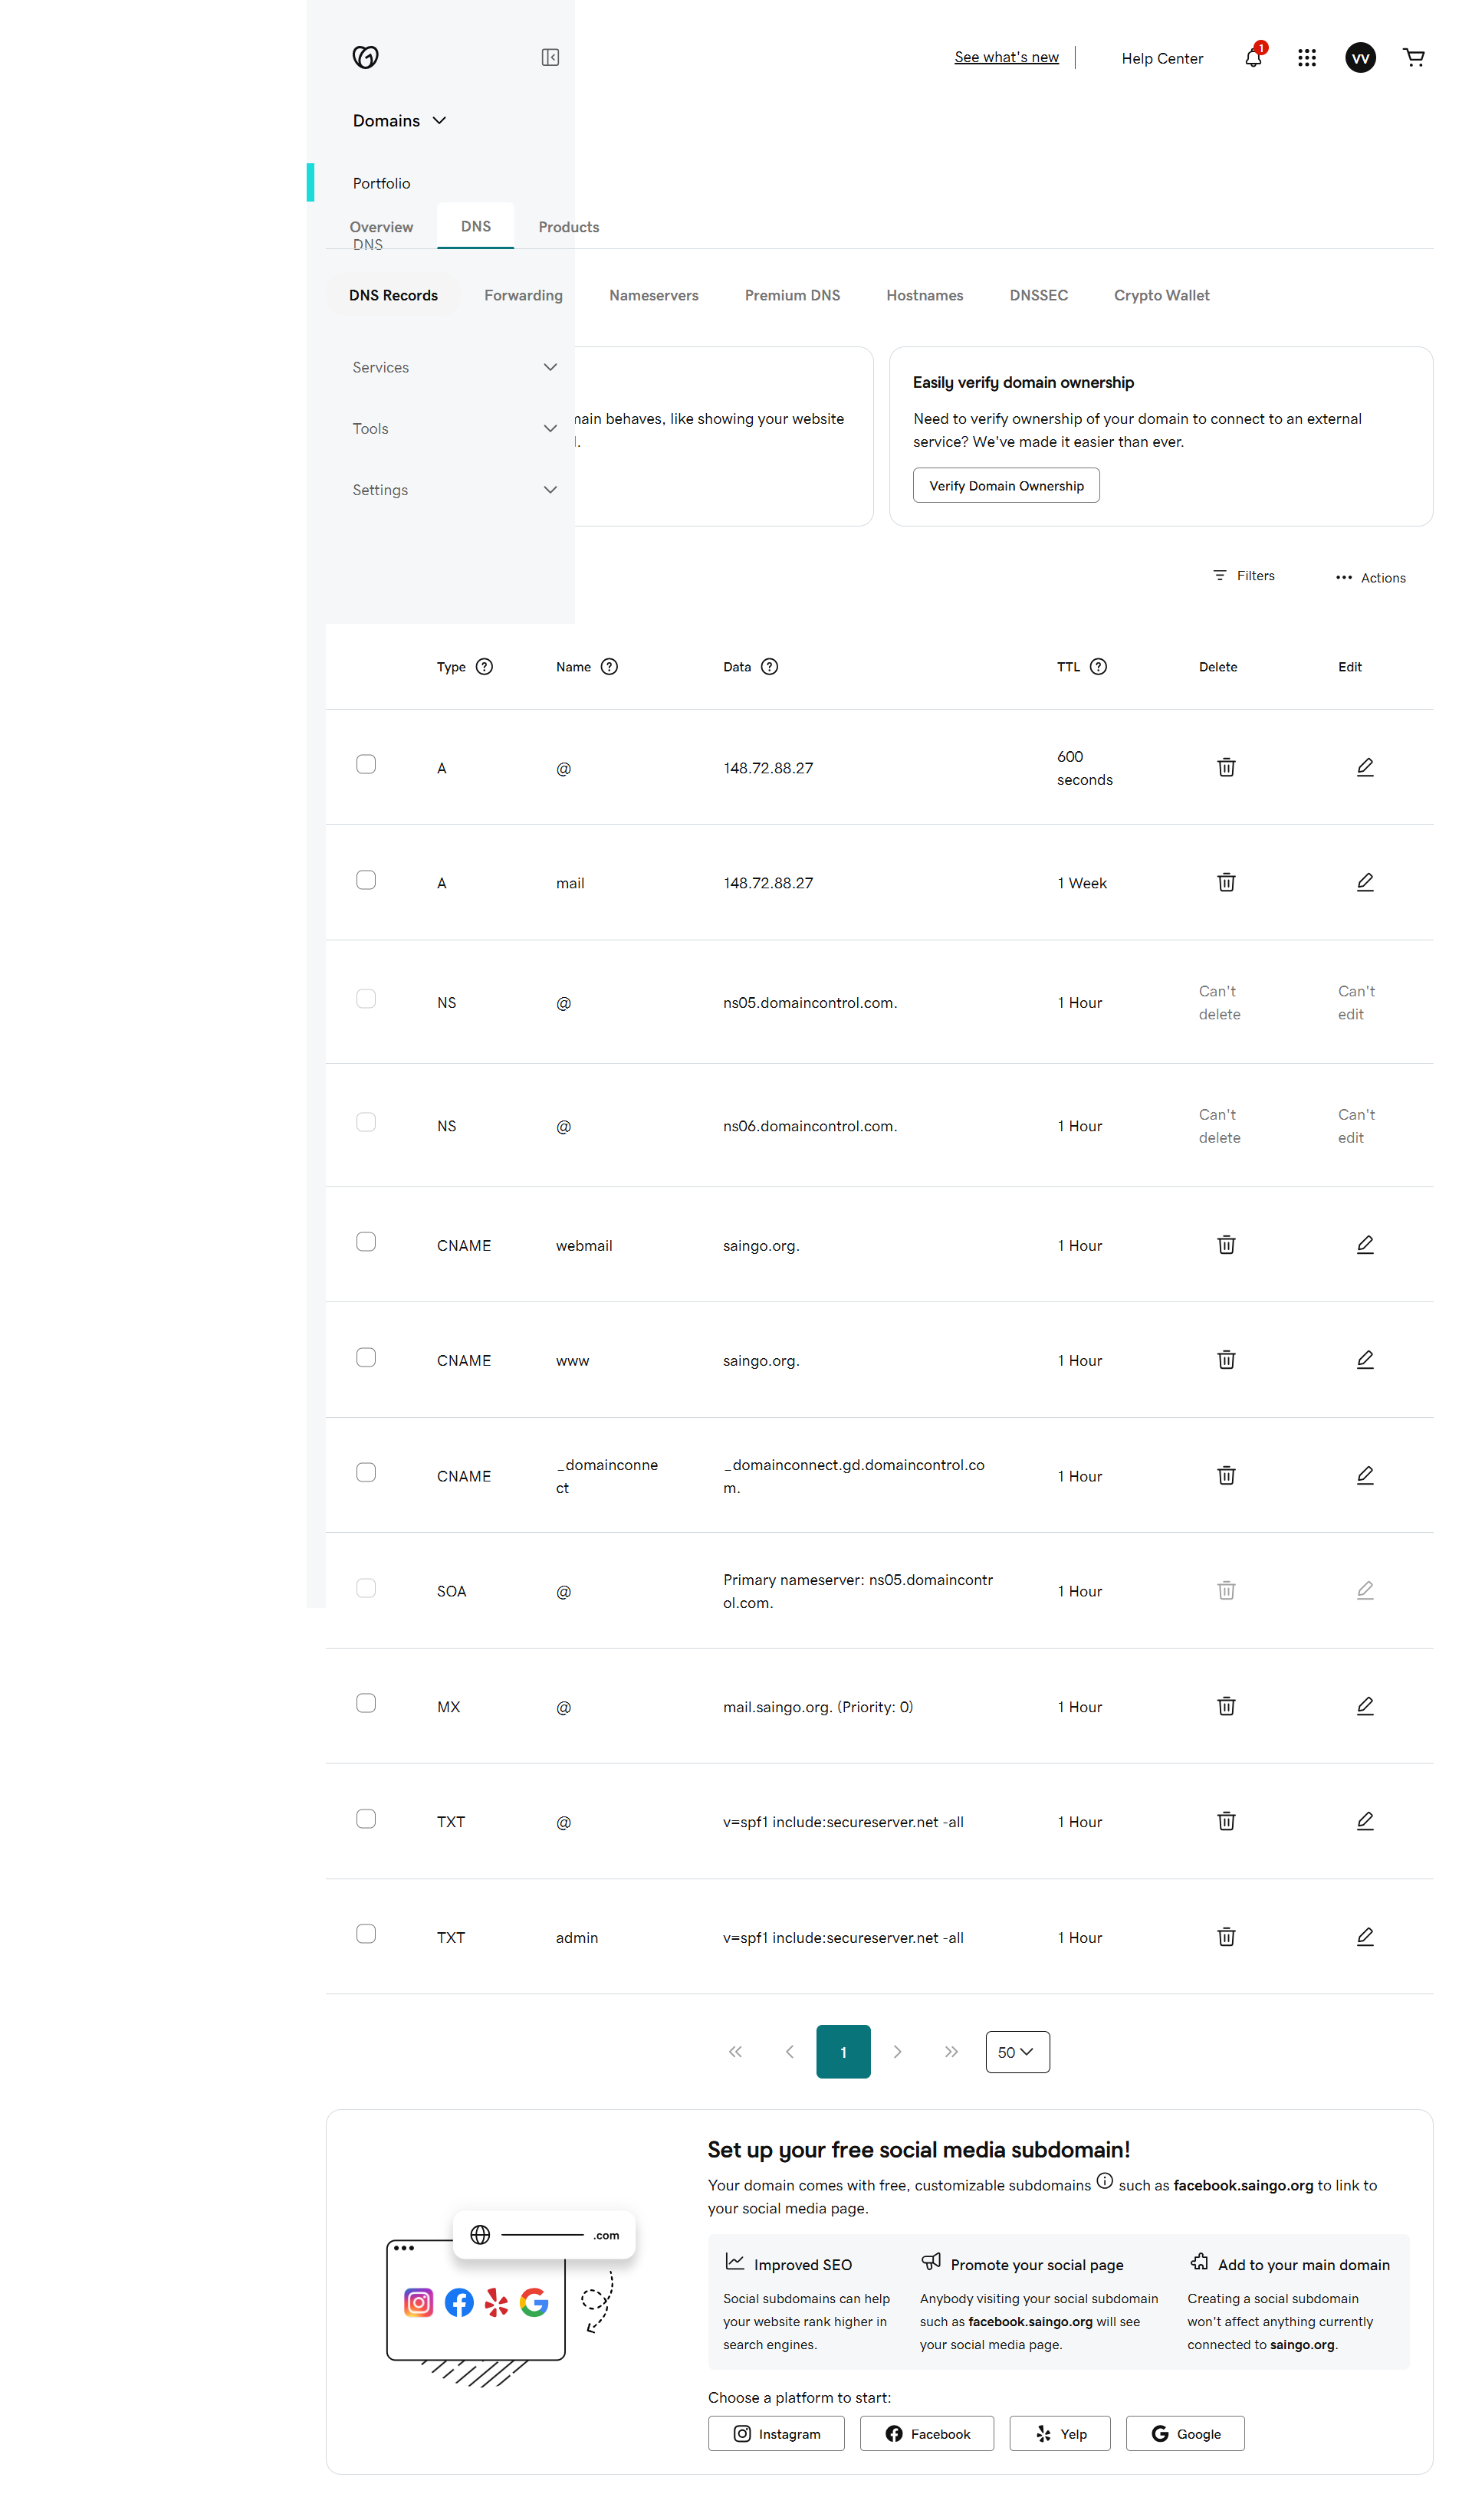 See what's new
Help Center
1
VV
Domains
Portfolio
Overview
DNS
Products
DNS
DNS Records
Forwarding
Nameservers
Premium DNS
Hostnames
DNSSEC
Crypto Wallet
Services
Tools
Settings
main behaves, like showing your website
l.
Easily verify domain ownership
Need to verify ownership of your domain to connect to an external
service? We've made it easier than ever.
Verify Domain Ownership
Filters
Actions
Type Name Data TTL Delete Edit
A @ 148.72.88.27 600
seconds
A mail 148.72.88.27 1 Week
NS @ ns05.domaincontrol.com. 1 Hour Can't
delete Can't
edit
NS @ ns06.domaincontrol.com. 1 Hour Can't
delete Can't
edit
CNAME webmail saingo.org. 1 Hour
CNAME www saingo.org. 1 Hour
CNAME _domainconne
ct _domainconnect.gd.domaincontrol.co
m. 1 Hour
SOA @ Primary nameserver: ns05.domaincontr
ol.com. 1 Hour
MX @ mail.saingo.org. (Priority: 0) 1 Hour
TXT @ v=spf1 include:secureserver.net -all 1 Hour
TXT admin v=spf1 include:secureserver.net -all 1 Hour
1
50
Set up your free social media subdomain!
Your domain comes with free, customizable subdomains such as facebook.saingo.org to link to
your social media page.
.com
Improved SEO
Social subdomains can help
your website rank higher in
search engines.
Promote your social page
Anybody visiting your social subdomain
such as facebook.saingo.org will see
your social media page.
Add to your main domain
Creating a social subdomain
won't affect anything currently
connected to saingo.org.
Choose a platform to start:
Instagram
Facebook
Yelp
Google